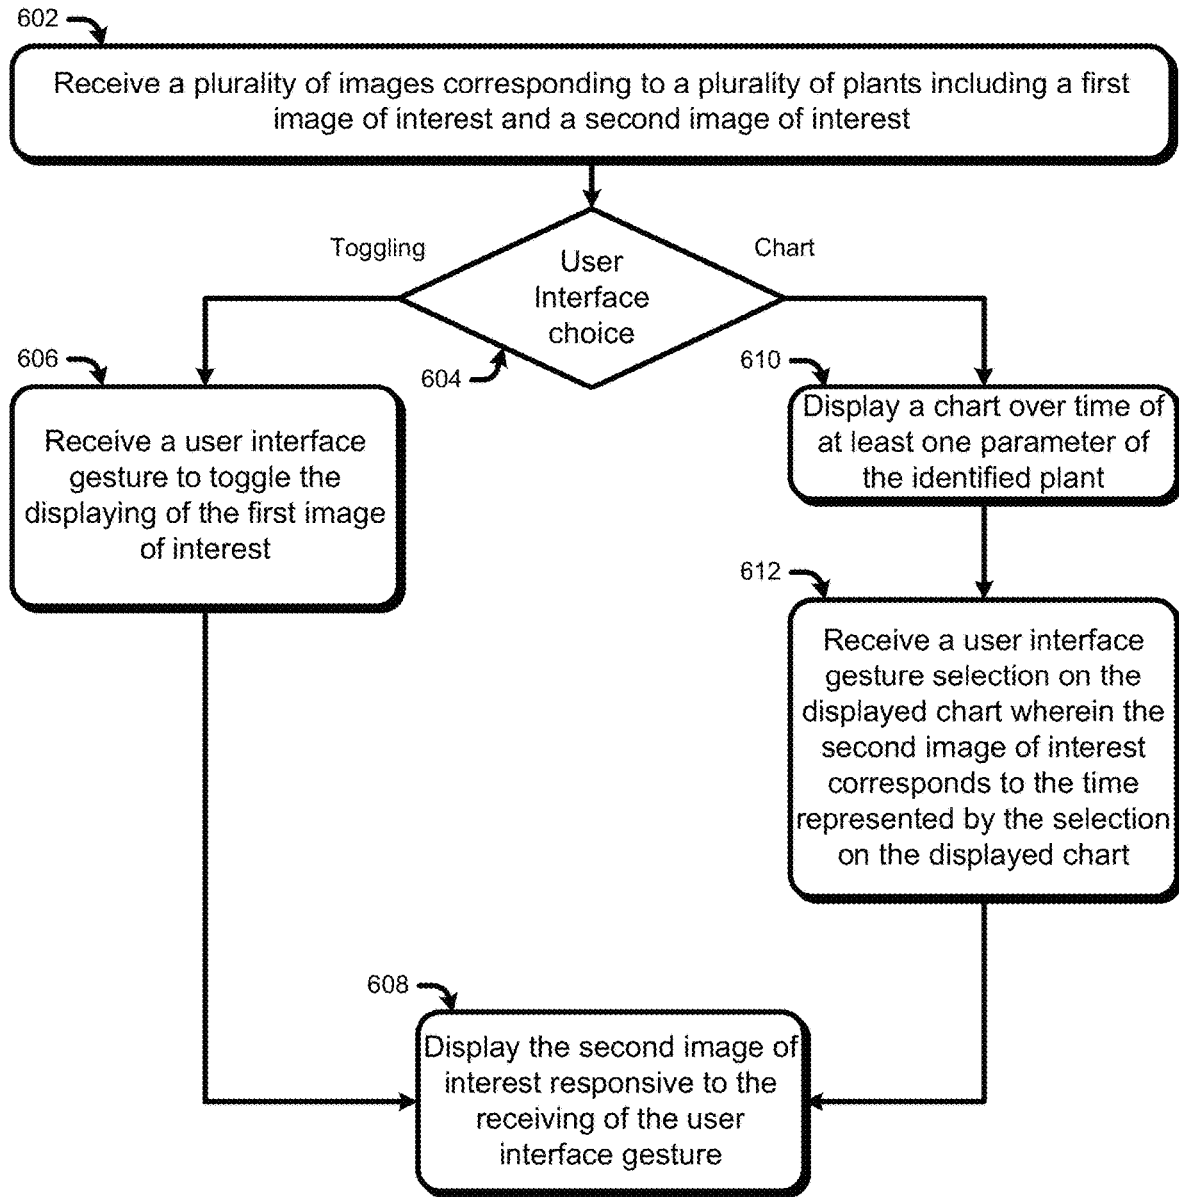 602
Receive a plurality of images corresponding to a plurality of plants including a first
image of interest and a second image of interest
Toggling
Chart
User
Interface
choice
604
606
Receive a user interface
gesture to toggle the
displaying of the first image
of interest
610
Display a chart over time of
at least one parameter of
the identified plant
612
Receive a user interface
gesture selection on the
displayed chart wherein the
second image of interest
corresponds to the time
represented by the selection
on the displayed chart
608
Display the second image of
interest responsive to the
receiving of the user
interface gesture